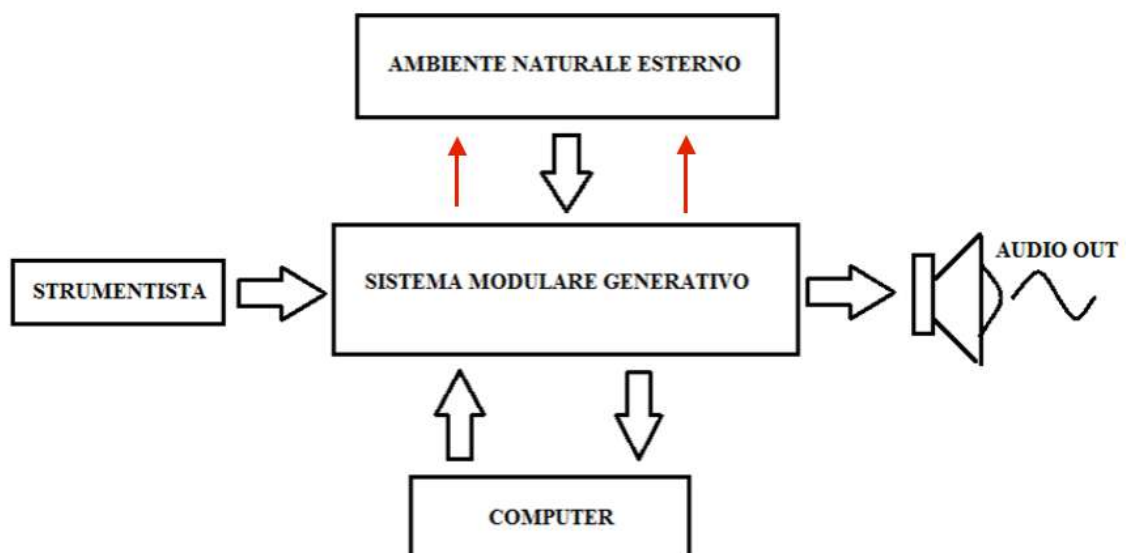 AMBIENTE NATURALE ESTERNO
STRUMENTISTA
SISTEMA MODULARE GENERATIVO
AUDIO OUT
COMPUTER